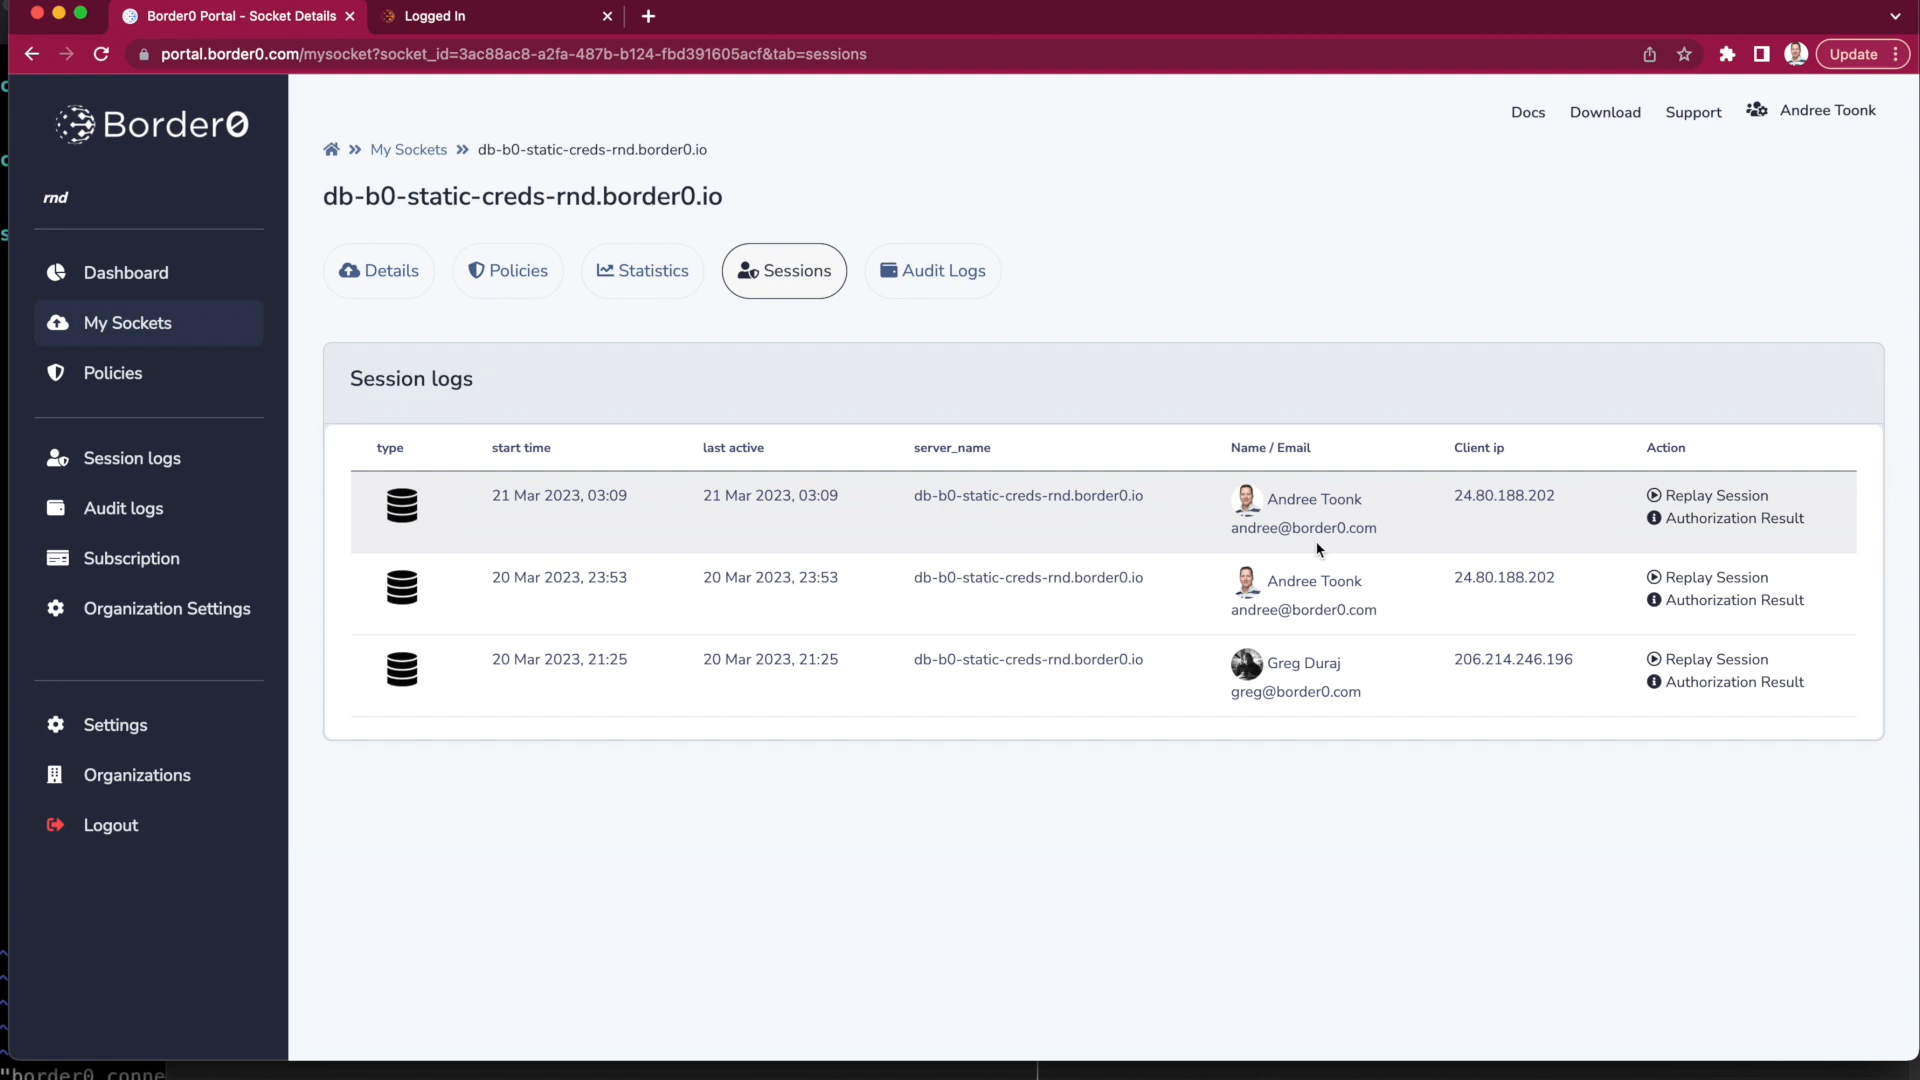 Border0 Portal - Socket Details
Logged In
portal.border0.com/mysocket?socket_id=3ac88ac8-a2fa-487b-b124-fbd391605acf&tab=sessions
Update
Border0
Docs
Download
Support
Andree Toonk
My Sockets
db-b0-static-creds-rnd.border0.io
rnd
db-b0-static-creds-rnd.border0.io
Dashboard
My Sockets
Policies
Session logs
Audit logs
Subscription
Organization Settings
Settings
Organizations
Logout
Details
Policies
Statistics
Sessions
Audit Logs
Session logs
type start time last active server_name Name / Email Client ip Action
21 Mar 2023, 03:09 21 Mar 2023, 03:09 db-b0-static-creds-rnd.border0.io Andree Toonk 24.80.188.202 Replay Session
andree@border0.com Authorization Result
20 Mar 2023, 23:53 20 Mar 2023, 23:53 db-b0-static-creds-rnd.border0.io Andree Toonk 24.80.188.202 Replay Session
andree@border0.com Authorization Result
20 Mar 2023, 21:25 20 Mar 2023, 21:25 db-b0-static-creds-rnd.border0.io Greg Duraj 206.214.246.196 Replay Session
greg@border0.com Authorization Result
"border0 conne